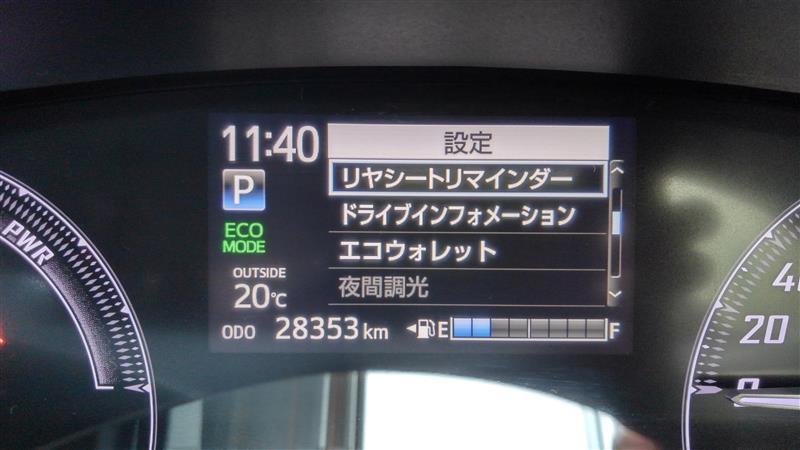 11:40
設定
P
リヤシートリマインダー
ECO
MODE
ドライブインフォメーション
エコウォレット
OUTSIDE
20℃
夜間調光
ODO 28353 km
E F
PWR
20
0